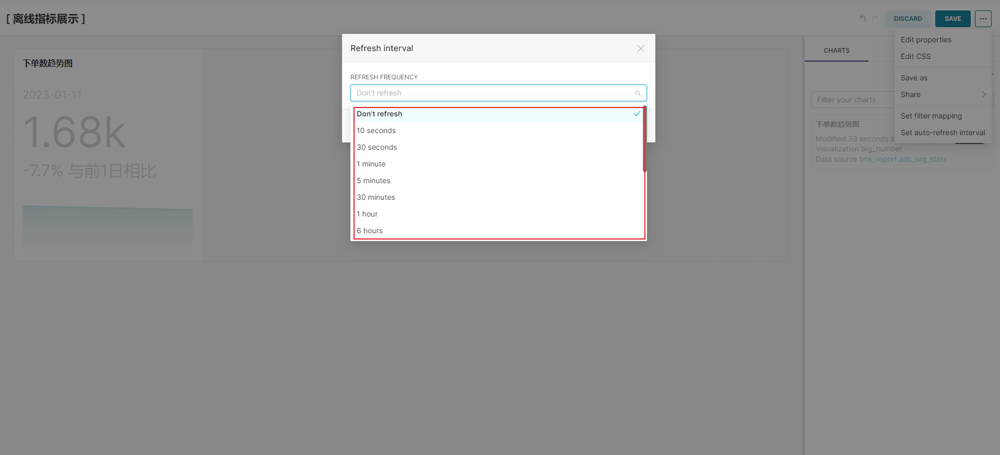 [ 离线指标展示 ]
DISCARD
SAVE
...
Edit properties
Edit CSS
Save as
Share
Set filter mapping
Set auto-refresh interval
Refresh interval
REFRESH FREQUENCY
Don't refresh
Don't refresh
10 seconds
30 seconds
1 minute
5 minutes
30 minutes
1 hour
6 hours
下单数趋势图
2023-01-11
1.68k
-7.7% 与前1日相比
CHARTS
Filter your charts
下单数趋势图
Modified 33 seconds a
Visualization big_number
Data source tms_report.ads_org_stats